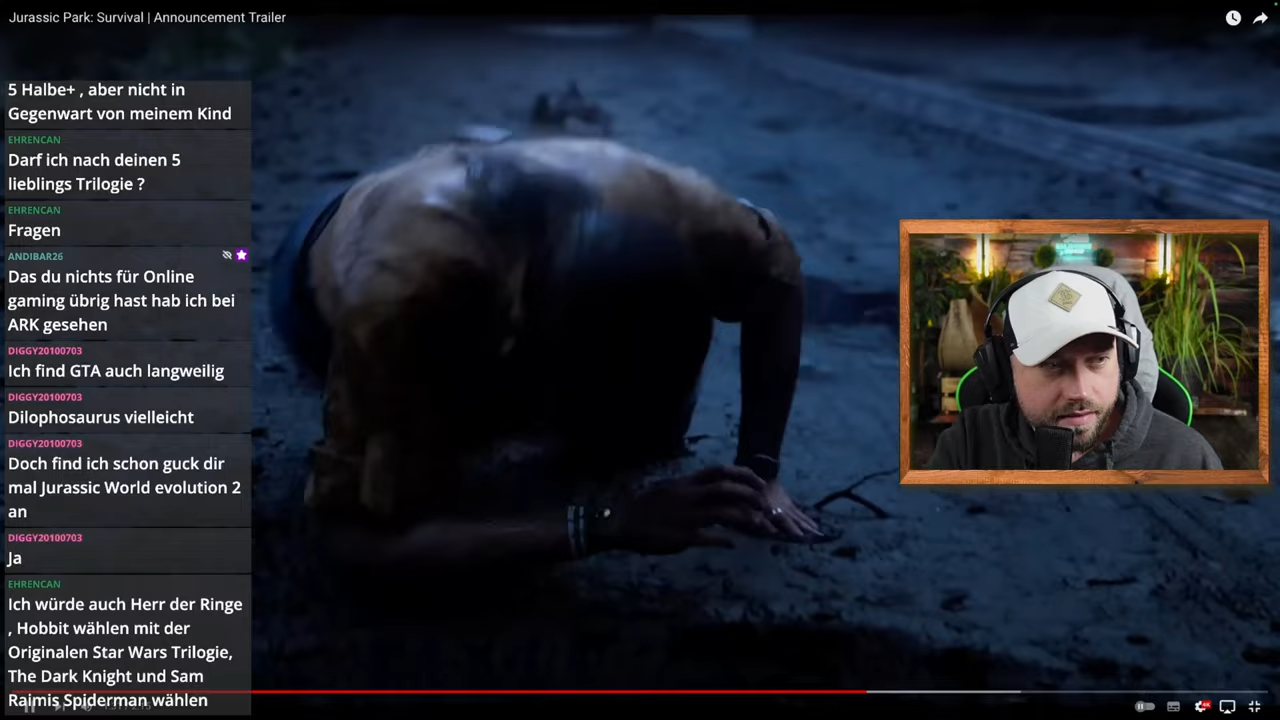 Jurassic Park: Survival | Announcement Trailer
5 Halbe+ , aber nicht in
Gegenwart von meinem Kind
EHRENCAN
Darf ich nach deinen 5
lieblings Trilogie ?
EHRENCAN
Fragen
ANDIBAR26
Das du nichts für Online
gaming übrig hast hab ich bei
ARK gesehen
DIGGY20100703
Ich find GTA auch langweilig
DIGGY20100703
Dilophosaurus vielleicht
DIGGY20100703
Doch find ich schon guck dir
mal Jurassic World evolution 2
an
DIGGY20100703
Ja
EHRENCAN
Ich würde auch Herr der Ringe
, Hobbit wählen mit der
Originalen Star Wars Trilogie,
The Dark Knight und Sam
Raimis Spiderman wählen